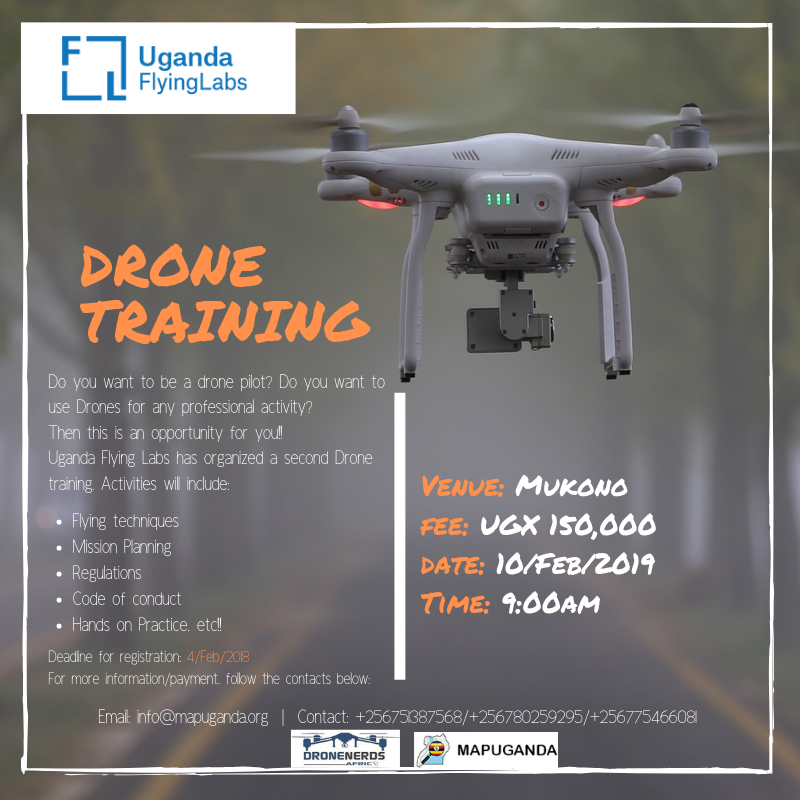 Uganda
FlyingLabs
DRONE
TRAINING
Do you want to be a drone pilot? Do you want to
use Drones for any professional activity?
Then this is an opportunity for you!!
Uganda Flying Labs has organized a second Drone
training. Activities will include:
• Flying techniques
• Mission Planning
• Regulations
• Code of conduct
• Hands on Practice. etc!!
Deadline for registration: 4/Feb/2018
For more information/payment. follow the contacts below:
Venue: Mukono
fee: UGX 150,000
date: 10/Feb/2019
Time: 9:00am
Email: info@mapuganda.org | Contact: +256751387568/+256780259295/+256775466081
DRONENERDS
AFRICA
MAPUGANDA